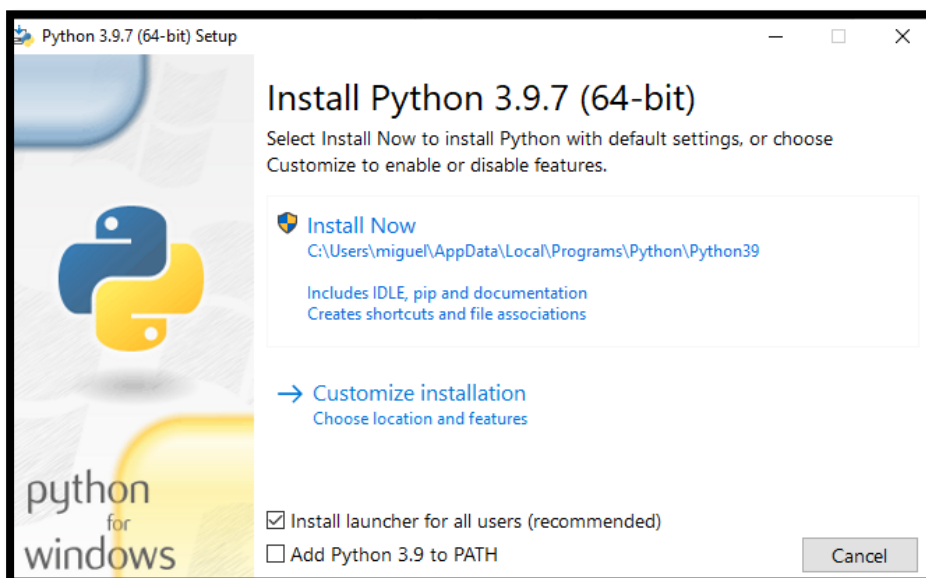 Python 3.9.7 (64-bit) Setup
Install Python 3.9.7 (64-bit)
Select Install Now to install Python with default settings, or choose
Customize to enable or disable features.
Install Now
C:\Users\miguel\AppData\Local\Programs\Python\Python39
Includes IDLE, pip and documentation
Creates shortcuts and file associations
Customize installation
Choose location and features
python
for
windows
Install launcher for all users (recommended)
Add Python 3.9 to PATH
Cancel